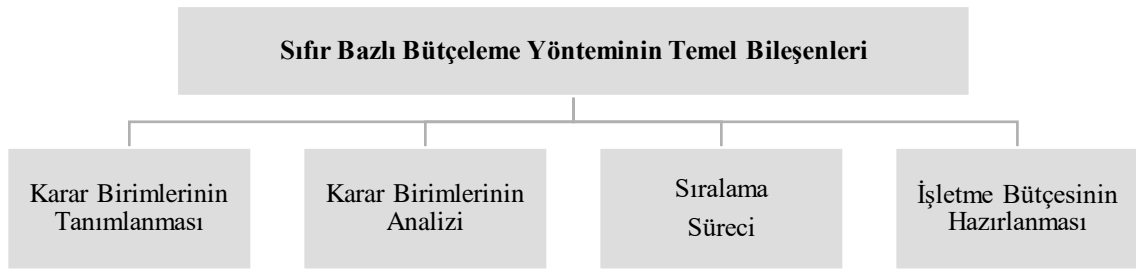 Sıfır Bazlı Bütçeleme Yönteminin Temel Bileşenleri
Karar Birimlerinin
Tanımlanması
Karar Birimlerinin
Analizi
Sıralama
Süreci
İşletme Bütçesinin
Hazırlanması